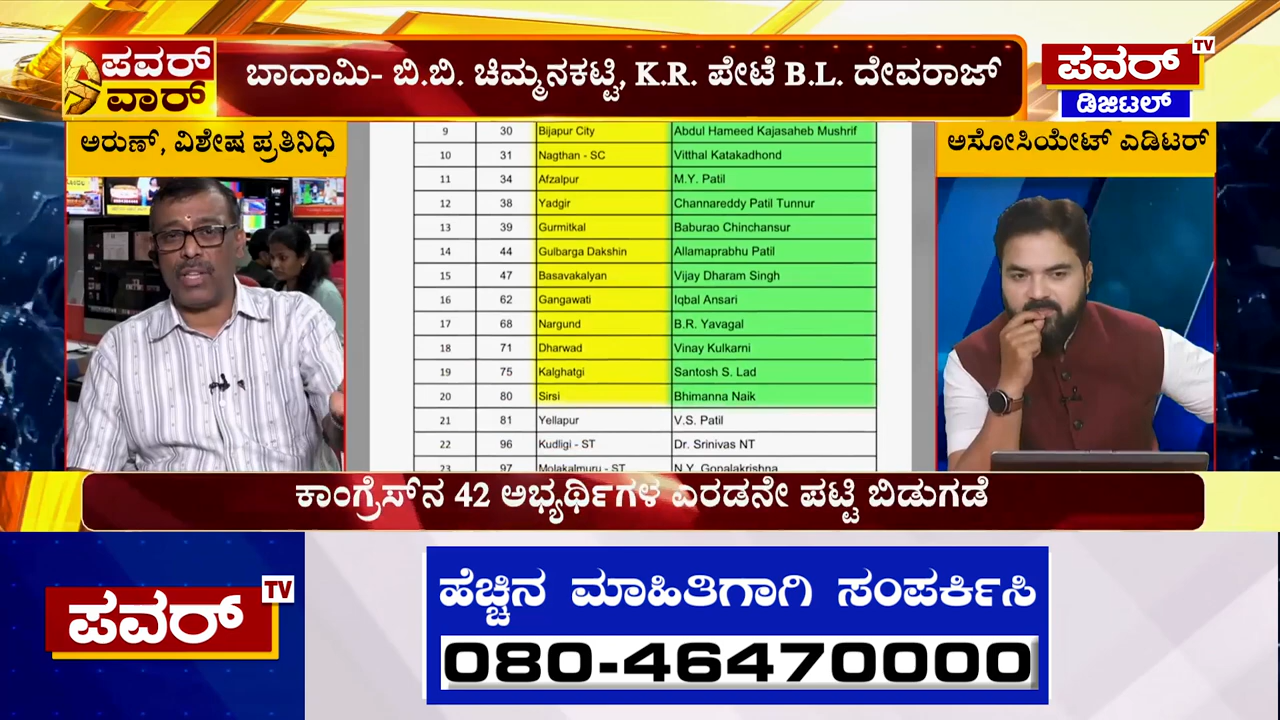 ಪವರ್
ವಾರ್
ಬಾದಾಮಿ- ಬಿ.ಬಿ. ಚಿಮ್ಮನಕಟ್ಟಿ, K.R. ಪೇಟೆ B.L. ದೇವರಾಜ್
ಪವರ್ TV
ಡಿಜಿಟಲ್
ಅರುಣ್, ವಿಶೇಷ ಪ್ರತಿನಿಧಿ
ಅಸೋಸಿಯೇಟ್ ಎಡಿಟರ್
9 30 Bijapur City Abdul Hameed Kajasaheb Mushrif
10 31 Nagthan - SC Vitthal Katakadhond
11 34 Afzalpur M.Y. Patil
12 38 Yadgir Channareddy Patil Tunnur
13 39 Gurmitkal Baburao Chinchansur
14 44 Gulbarga Dakshin Allamaprabhu Patil
15 47 Basavakalyan Vijay Dharam Singh
16 62 Gangawati Iqbal Ansari
17 68 Nargund B.R. Yavagal
18 71 Dharwad Vinay Kulkarni
19 75 Kalghatgi Santosh S. Lad
20 80 Sirsi Bhimanna Naik
21 81 Yellapur V.S. Patil
22 96 Kudligi - ST Dr. Srinivas NT
23 97 Molakalmuru - ST N.Y. Gopalakrishna
ಕಾಂಗ್ರೆಸ್‌ನ 42 ಅಭ್ಯರ್ಥಿಗಳ ಎರಡನೇ ಪಟ್ಟಿ ಬಿಡುಗಡೆ
ಪವರ್ TV
ಹೆಚ್ಚಿನ ಮಾಹಿತಿಗಾಗಿ ಸಂಪರ್ಕಿಸಿ
080-46470000